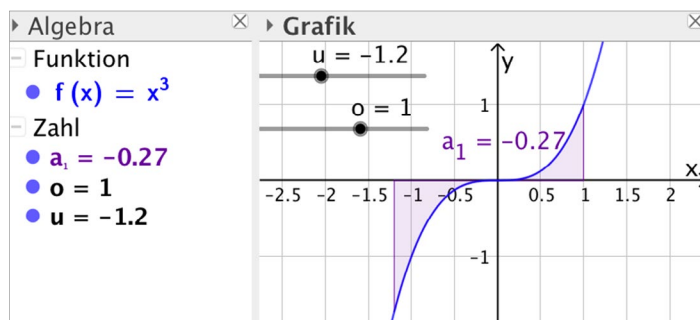 Algebra
Funktion
f(x) = x³
Zahl
a₁ = -0.27
o = 1
u = -1.2
Grafik
u = -1.2
o = 1
a₁ = -0.27
y
x
1
-1
-2.5 -2 -1.5 -1 -0.5 0.5 1 1.5 2